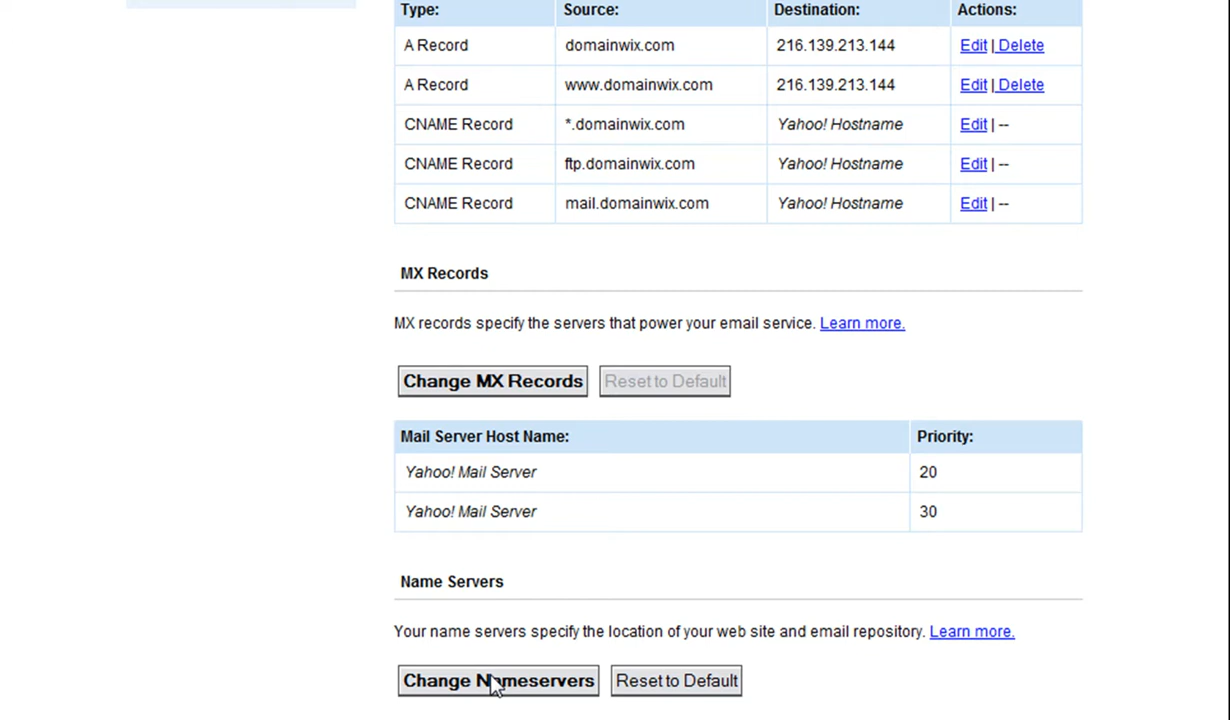 Type: Source: Destination: Actions:
A Record domainwix.com 216.139.213.144 Edit | Delete
A Record www.domainwix.com 216.139.213.144 Edit | Delete
CNAME Record *.domainwix.com Yahoo! Hostname Edit | --
CNAME Record ftp.domainwix.com Yahoo! Hostname Edit | --
CNAME Record mail.domainwix.com Yahoo! Hostname Edit | --
MX Records
MX records specify the servers that power your email service. Learn more.
Change MX Records Reset to Default
Mail Server Host Name: Priority:
Yahoo! Mail Server 20
Yahoo! Mail Server 30
Name Servers
Your name servers specify the location of your web site and email repository. Learn more.
Change Nameservers Reset to Default